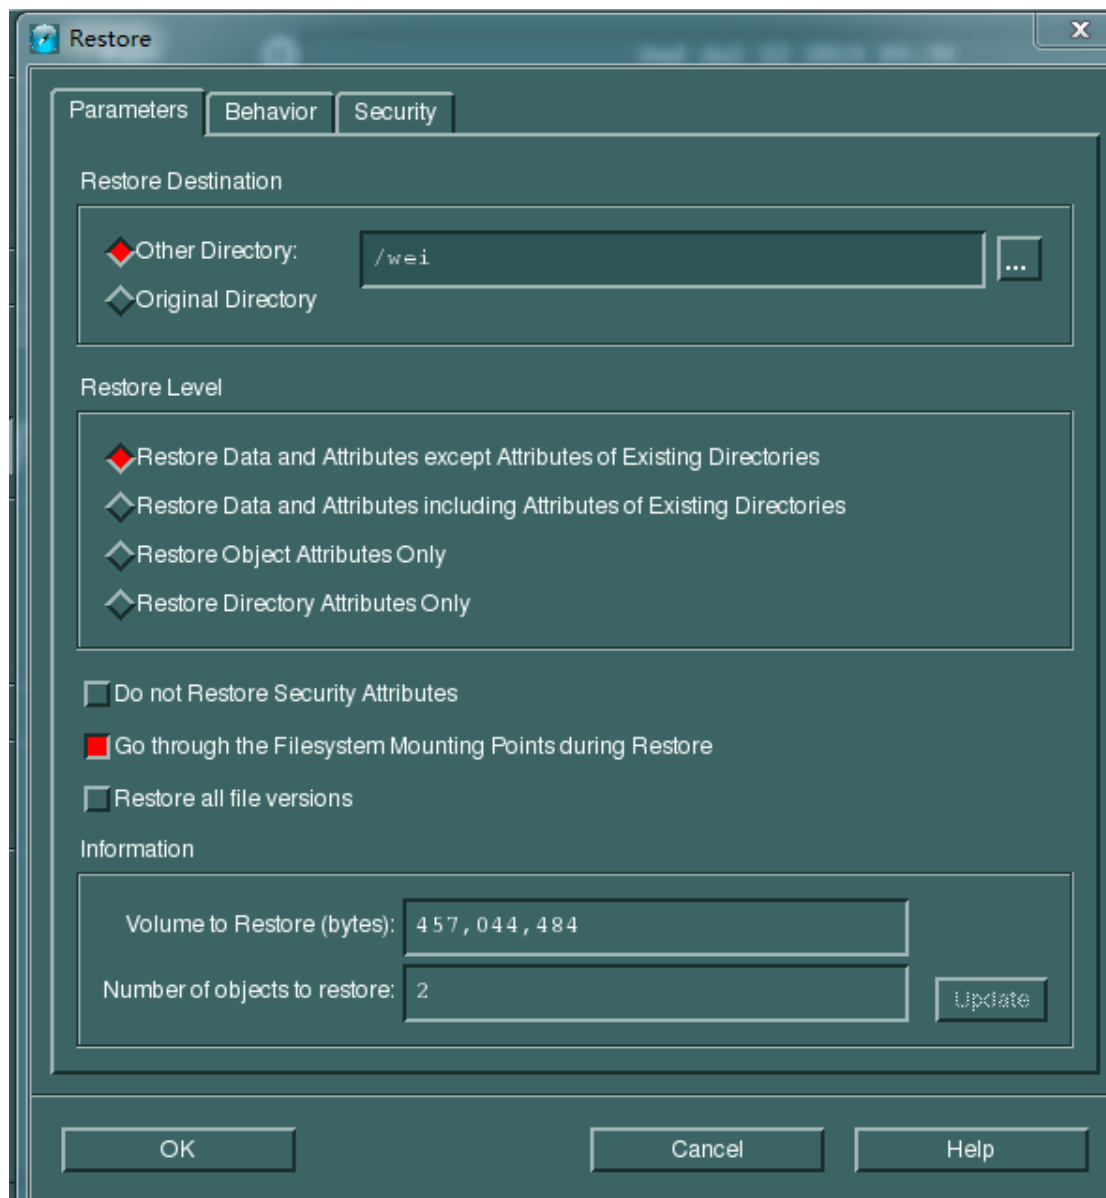 Restore
Parameters Behavior Security
Restore Destination
Other Directory: /wei ...
Original Directory
Restore Level
Restore Data and Attributes except Attributes of Existing Directories
Restore Data and Attributes including Attributes of Existing Directories
Restore Object Attributes Only
Restore Directory Attributes Only
Do not Restore Security Attributes
Go through the Filesystem Mounting Points during Restore
Restore all file versions
Information
Volume to Restore (bytes): 457,044,484
Number of objects to restore: 2
Update
OK Cancel Help